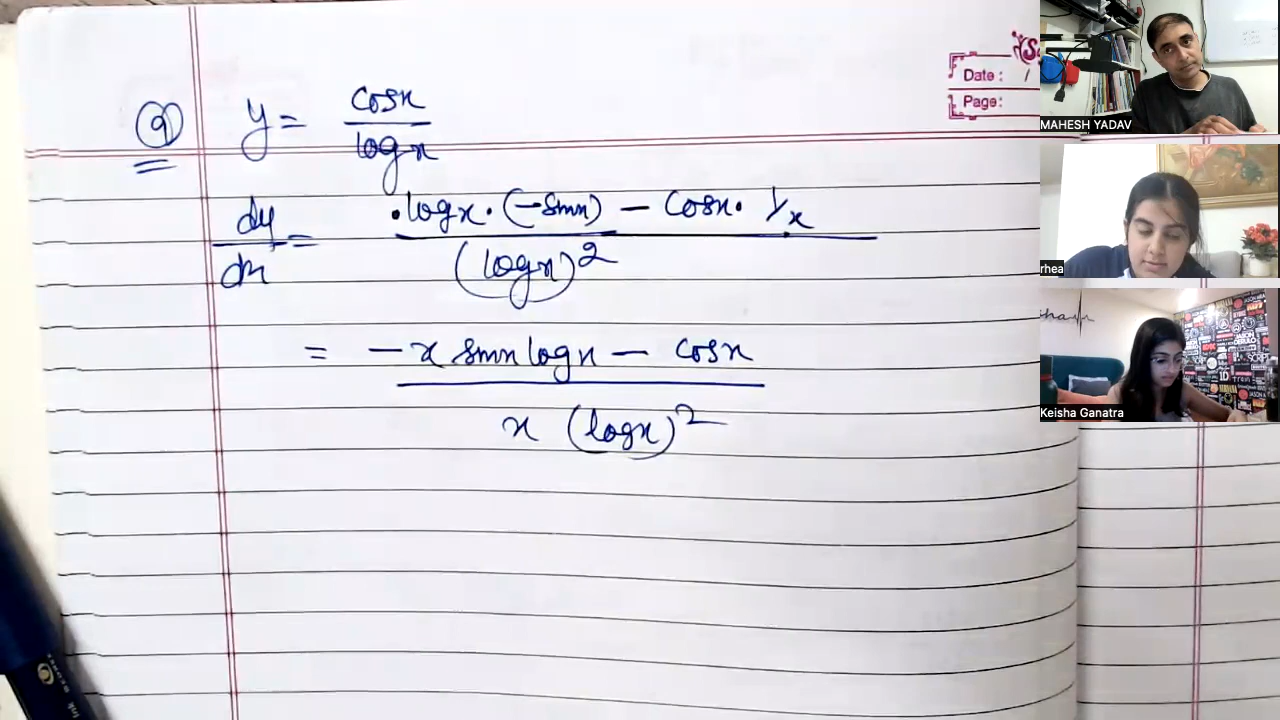 Date: /
Page:
9) y = cosx / logx
dy/dx = logx · (-sinx) - cosx · 1/x / (logx)²
= -x sinx logx - cosx / x (logx)²
MAHESH YADAV
rhea
Keisha Ganatra